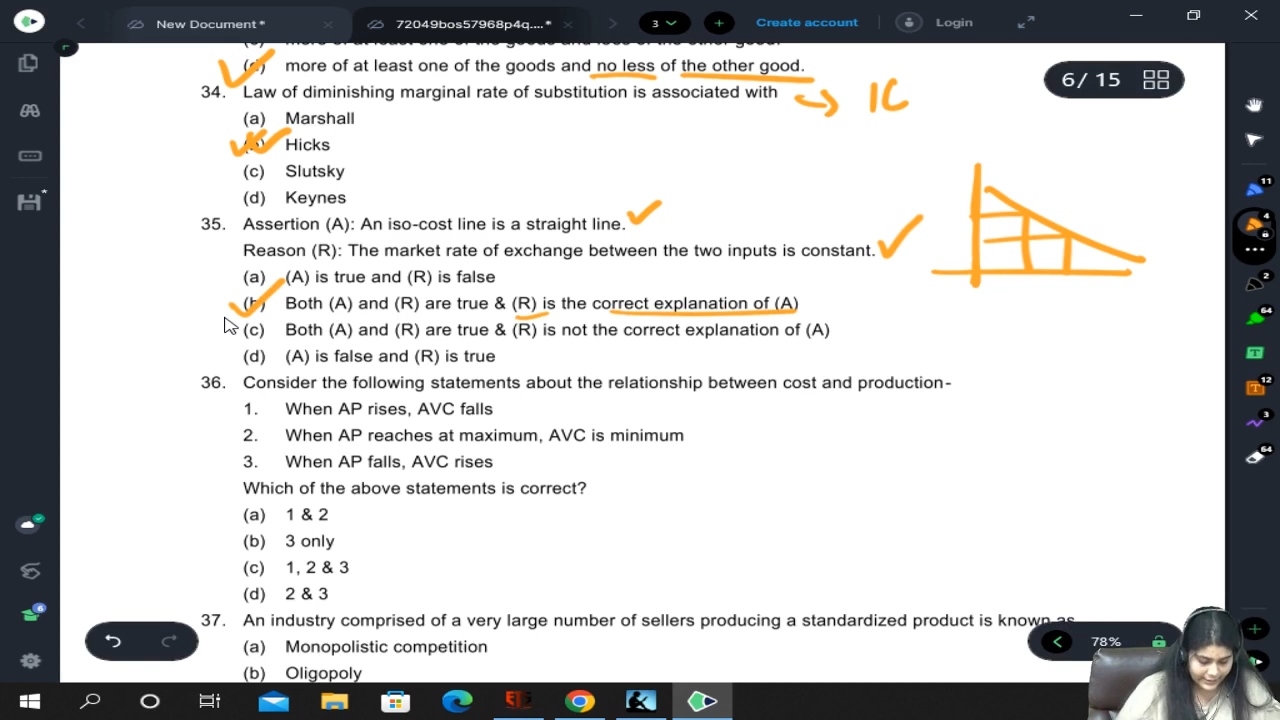 New Document*
72049bos57968p4q....*
3
Create account
Login
(d) more of at least one of the goods and no less of the other good.
6 / 15
34. Law of diminishing marginal rate of substitution is associated with
IC
(a) Marshall
(b) Hicks
(c) Slutsky
(d) Keynes
35. Assertion (A): An iso-cost line is a straight line.
Reason (R): The market rate of exchange between the two inputs is constant.
(a) (A) is true and (R) is false
(b) Both (A) and (R) are true & (R) is the correct explanation of (A)
(c) Both (A) and (R) are true & (R) is not the correct explanation of (A)
(d) (A) is false and (R) is true
36. Consider the following statements about the relationship between cost and production-
1. When AP rises, AVC falls
2. When AP reaches at maximum, AVC is minimum
3. When AP falls, AVC rises
Which of the above statements is correct?
(a) 1 & 2
(b) 3 only
(c) 1, 2 & 3
(d) 2 & 3
37. An industry comprised of a very large number of sellers producing a standardized product is known as
(a) Monopolistic competition
78%
(b) Oligopoly
11
4
2
64
12
3
64
6